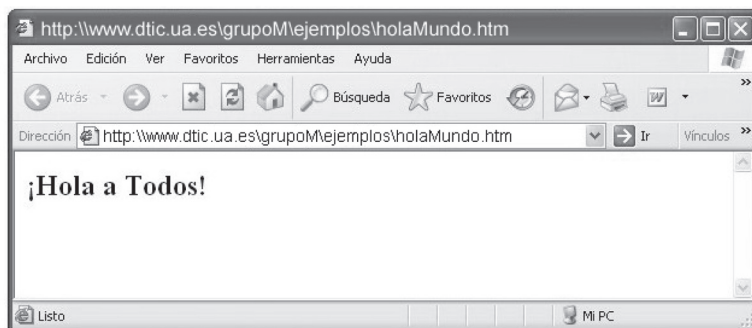 http:\\www.dtic.ua.es\grupoM\ejemplos\holaMundo.htm
Archivo Edición Ver Favoritos Herramientas Ayuda
Atrás Búsqueda Favoritos W »
Dirección http:\\www.dtic.ua.es\grupoM\ejemplos\holaMundo.htm Ir Vínculos »
¡Hola a Todos!
Listo Mi PC